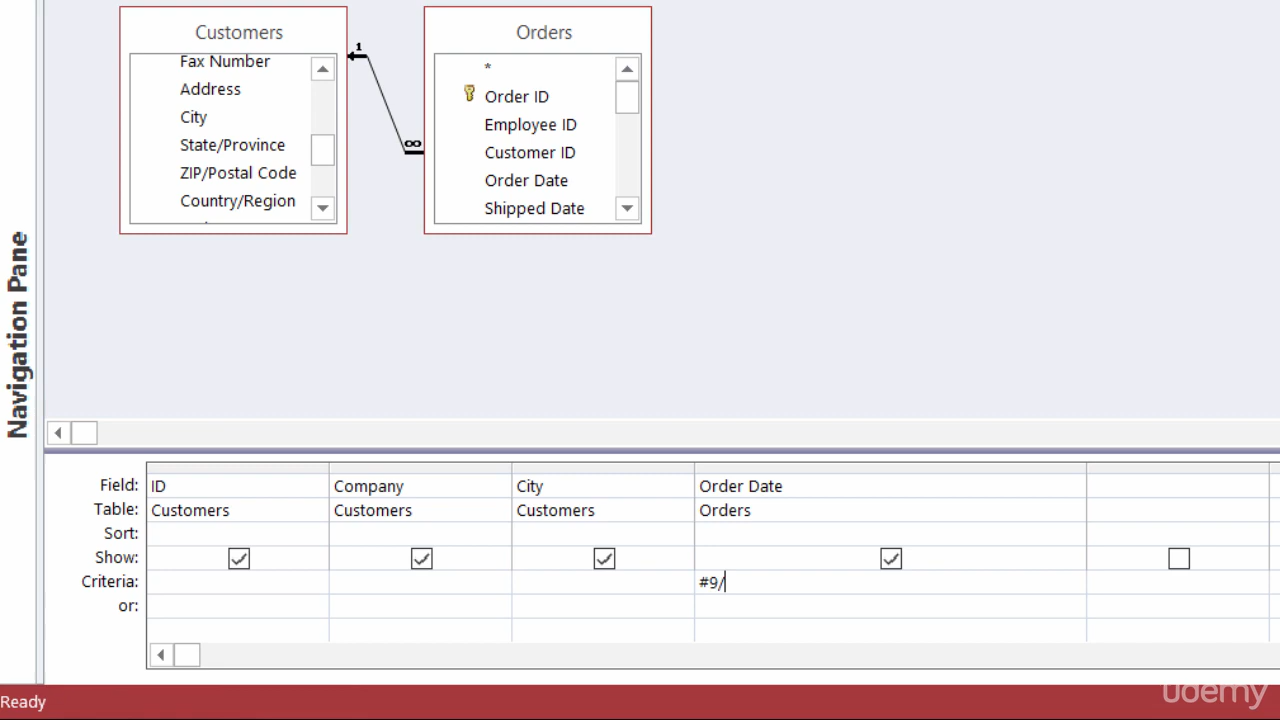 Customers
Orders
Fax Number
Address
City
State/Province
ZIP/Postal Code
Country/Region
1
∞
*
Order ID
Employee ID
Customer ID
Order Date
Shipped Date
Navigation Pane
Field: ID Company City Order Date
Table: Customers Customers Customers Orders
Sort:
Show:
Criteria: #9/
or:
Ready
udemy